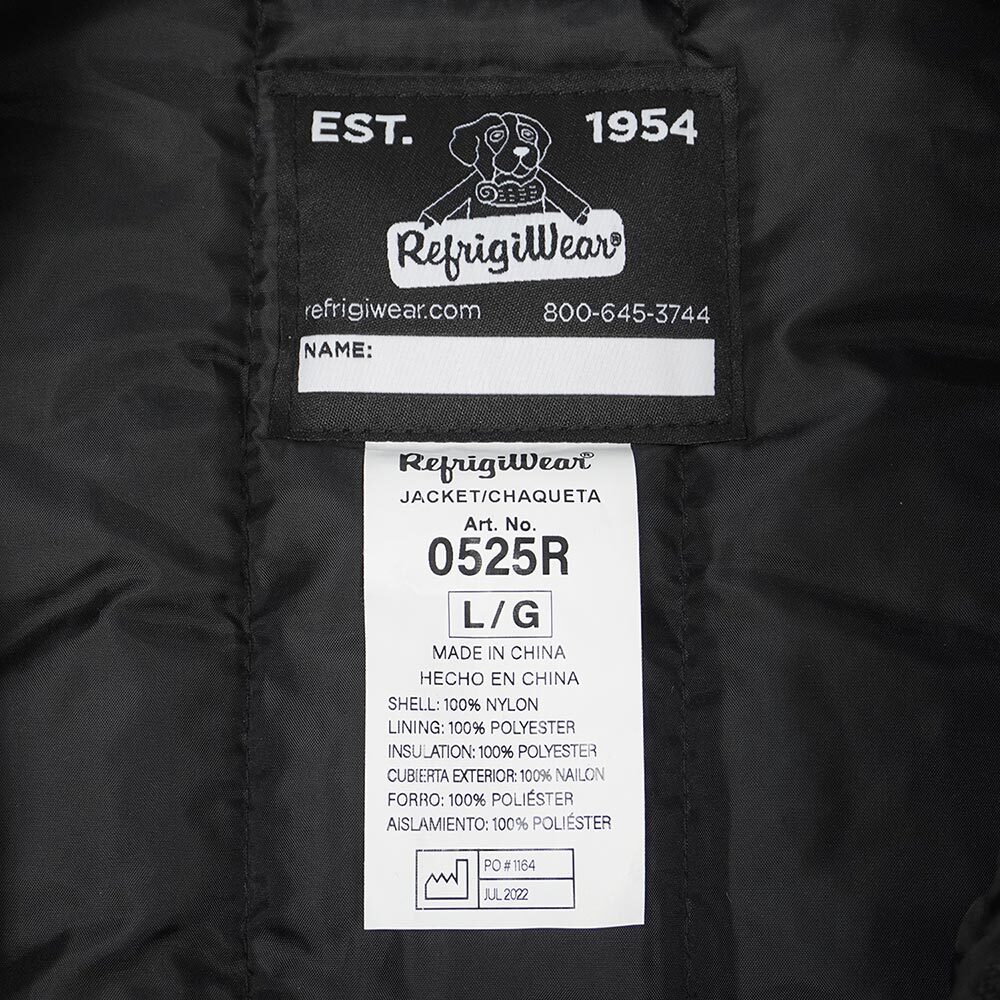 EST. 1954
RefrigiWear®
refrigiwear.com 800-645-3744
NAME:
RefrigiWear®
JACKET/CHAQUETA
Art. No.
0525R
L/G
MADE IN CHINA
HECHO EN CHINA
SHELL: 100% NYLON
LINING: 100% POLYESTER
INSULATION: 100% POLYESTER
CUBIERTA EXTERIOR: 100% NAILON
FORRO: 100% POLIÉSTER
AISLAMIENTO: 100% POLIÉSTER
PO # 1164
JUL 2022